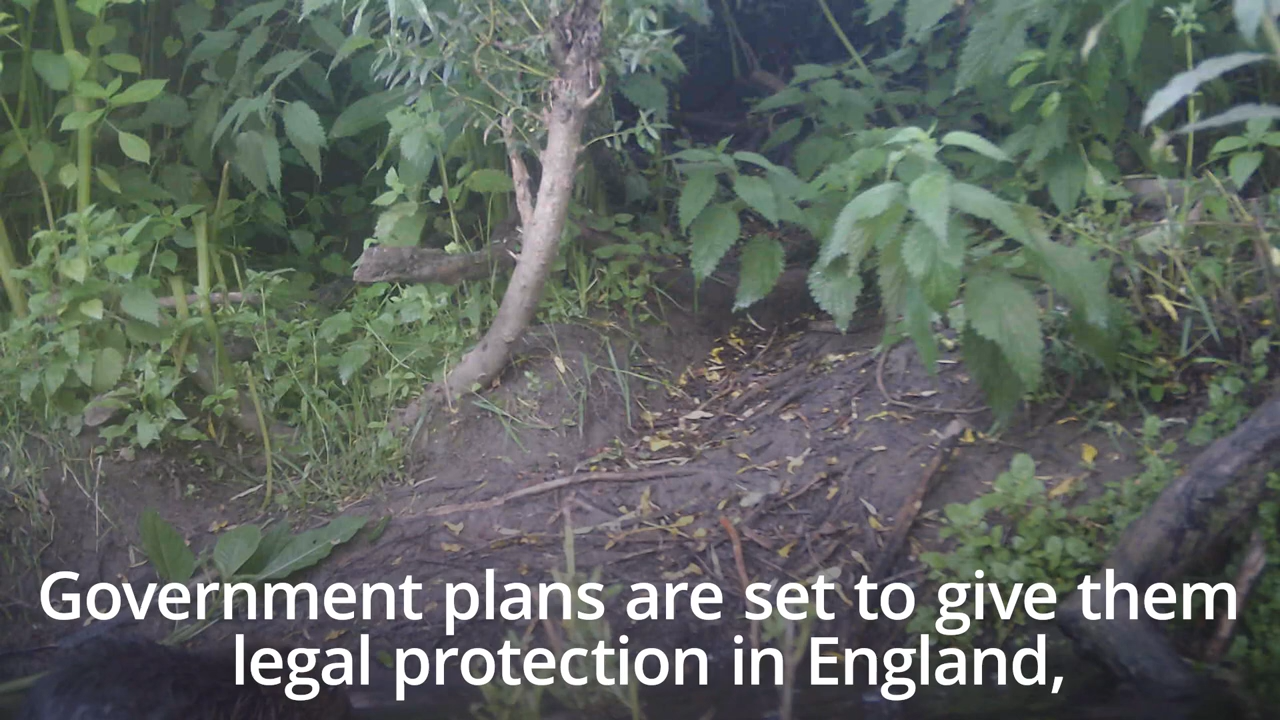 Government plans are set to give them
legal protection in England,